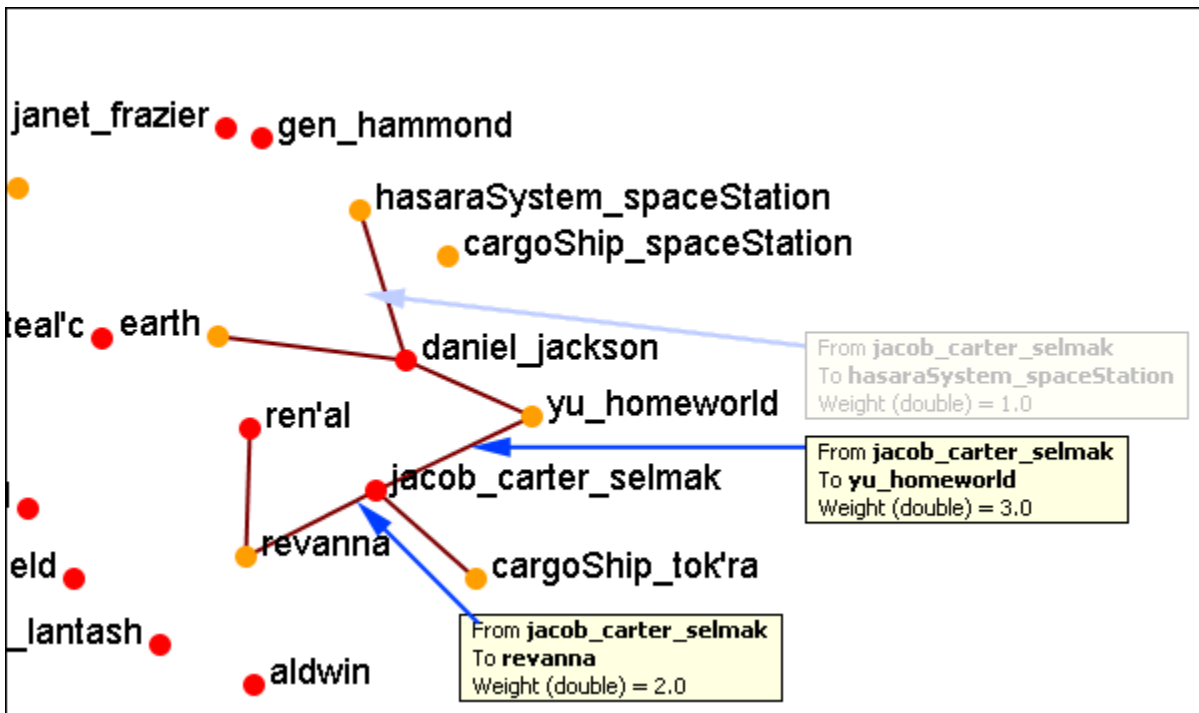 janet_frazier
gen_hammond
hasaraSystem_spaceStation
cargoShip_spaceStation
teal'c
earth
daniel_jackson
From jacob_carter_selmak
To hasaraSystem_spaceStation
Weight (double) = 1.0
yu_homeworld
ren'al
From jacob_carter_selmak
To yu_homeworld
Weight (double) = 3.0
jacob_carter_selmak
revanna
eld
cargoShip_tok'ra
_lantash
From jacob_carter_selmak
To revanna
Weight (double) = 2.0
aldwin